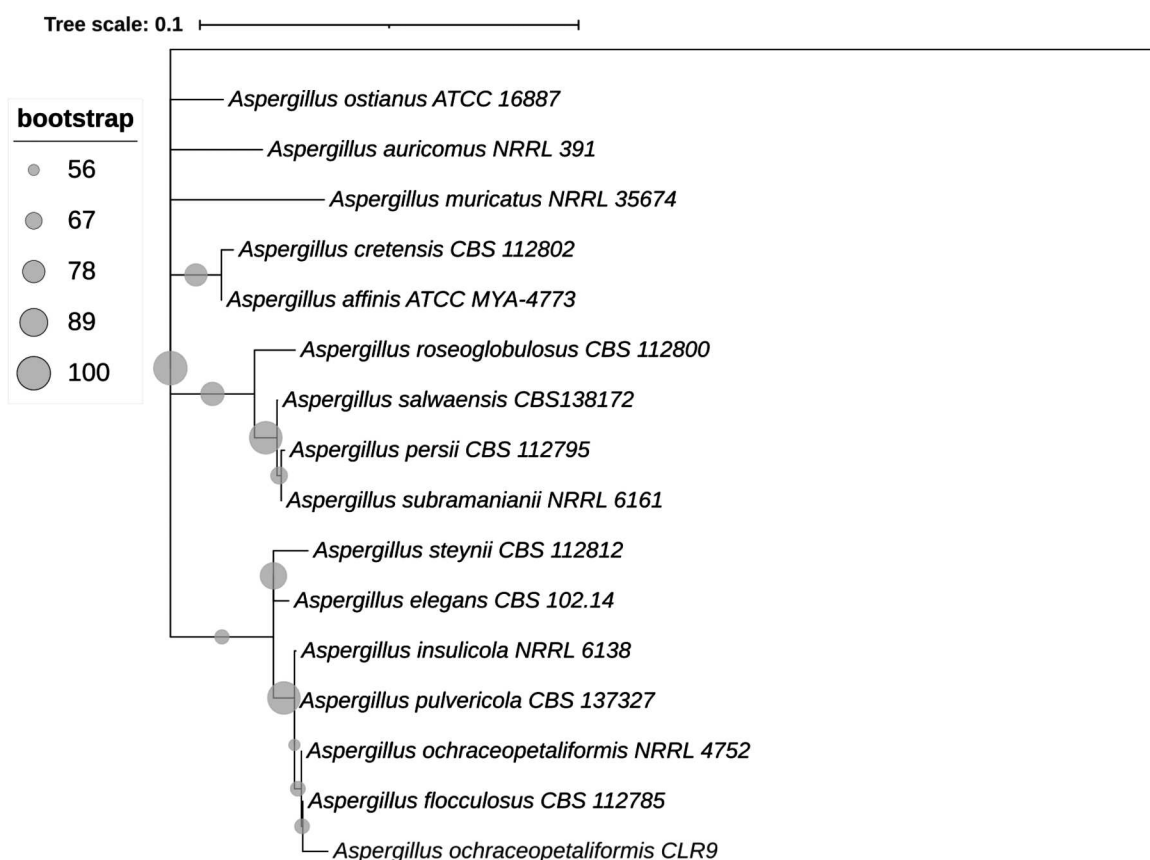 Tree scale: 0.1
bootstrap
56
67
78
89
100
Aspergillus ostianus ATCC 16887
Aspergillus auricomus NRRL 391
Aspergillus muricatus NRRL 35674
Aspergillus cretensis CBS 112802
Aspergillus affinis ATCC MYA-4773
Aspergillus roseoglobulosus CBS 112800
Aspergillus salwaensis CBS138172
Aspergillus persii CBS 112795
Aspergillus subramanianii NRRL 6161
Aspergillus steynii CBS 112812
Aspergillus elegans CBS 102.14
Aspergillus insulicola NRRL 6138
Aspergillus pulvericola CBS 137327
Aspergillus ochraceopetaliformis NRRL 4752
Aspergillus flocculosus CBS 112785
Aspergillus ochraceopetaliformis CLR9